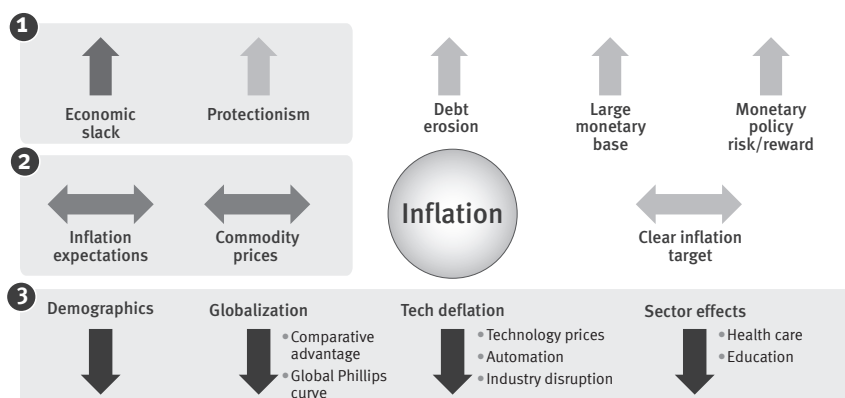 1
Economic
slack
Protectionism
Debt
erosion
Large
monetary
base
Monetary
policy
risk/reward
2
Inflation
expectations
Commodity
prices
Inflation
Clear inflation
target
3
Demographics
Globalization
• Comparative
advantage
• Global Phillips
curve
Tech deflation
• Technology prices
• Automation
• Industry disruption
Sector effects
• Health care
• Education